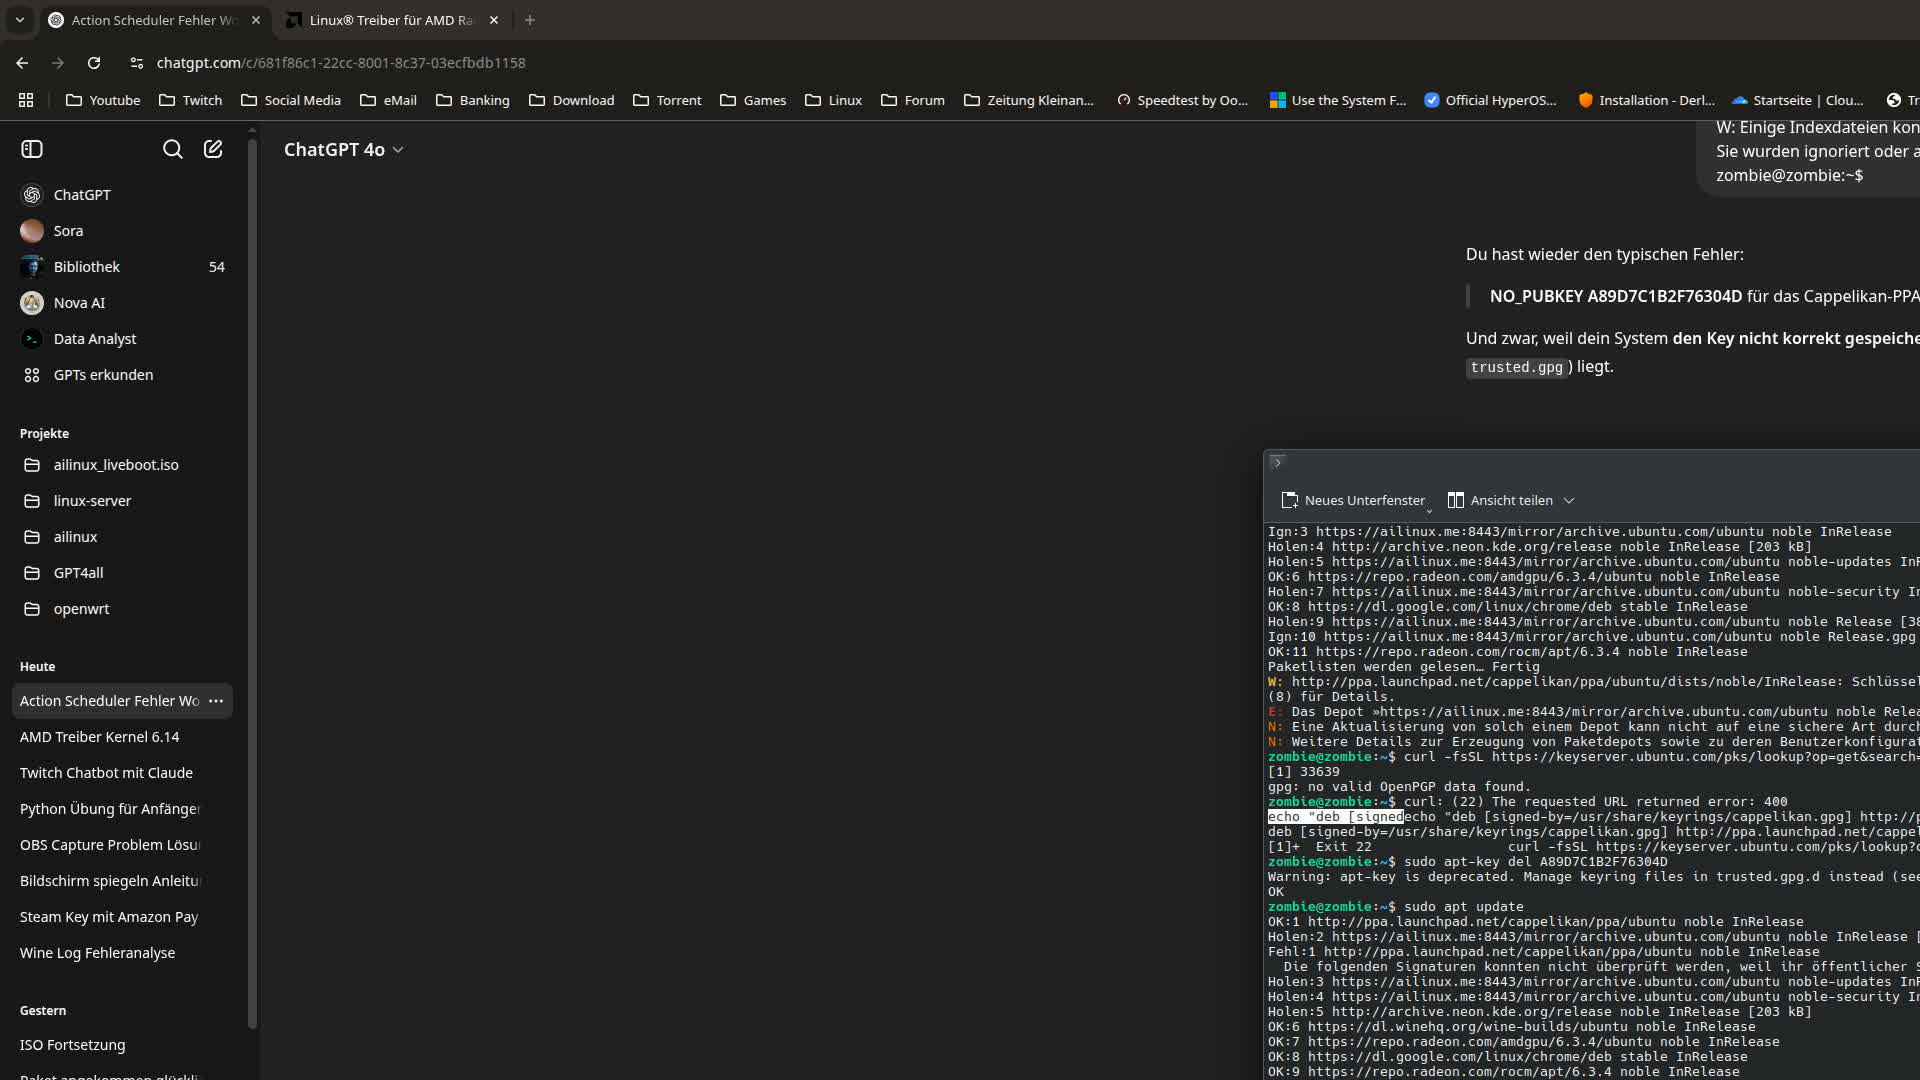 Action Scheduler Fehler Wo
Linux® Treiber für AMD Ra
chatgpt.com/c/681f86c1-22cc-8001-8c37-03ecfbdb1158
Youtube Twitch Social Media eMail Banking Download Torrent Games Linux Forum Zeitung Kleinan... Speedtest by Oo... Use the System F... Official HyperOS... Installation - Derl... Startseite | Clou... Tr
ChatGPT 4o
ChatGPT
Sora
Bibliothek 54
Nova AI
Data Analyst
GPTs erkunden
Projekte
ailinux_liveboot.iso
linux-server
ailinux
GPT4all
openwrt
Heute
Action Scheduler Fehler Wo
AMD Treiber Kernel 6.14
Twitch Chatbot mit Claude
Python Übung für Anfänger
OBS Capture Problem Lösu
Bildschirm spiegeln Anleitu
Steam Key mit Amazon Pay
Wine Log Fehleranalyse
Gestern
ISO Fortsetzung
Paket angekommen glückli
W: Einige Indexdateien kon
Sie wurden ignoriert oder a
zombie@zombie:~$
Du hast wieder den typischen Fehler:
NO_PUBKEY A89D7C1B2F76304D für das Cappelikan-PPA
Und zwar, weil dein System den Key nicht korrekt gespeiche
trusted.gpg) liegt.
Neues Unterfenster Ansicht teilen
Ign:3 https://ailinux.me:8443/mirror/archive.ubuntu.com/ubuntu noble InRelease
Holen:4 http://archive.neon.kde.org/release noble InRelease [203 kB]
Holen:5 https://ailinux.me:8443/mirror/archive.ubuntu.com/ubuntu noble-updates InR
OK:6 https://repo.radeon.com/amdgpu/6.3.4/ubuntu noble InRelease
Holen:7 https://ailinux.me:8443/mirror/archive.ubuntu.com/ubuntu noble-security In
OK:8 https://dl.google.com/linux/chrome/deb stable InRelease
Holen:9 https://ailinux.me:8443/mirror/archive.ubuntu.com/ubuntu noble Release [38
Ign:10 https://ailinux.me:8443/mirror/archive.ubuntu.com/ubuntu noble Release.gpg
OK:11 https://repo.radeon.com/rocm/apt/6.3.4 noble InRelease
Paketlisten werden gelesen… Fertig
W: http://ppa.launchpad.net/cappelikan/ppa/ubuntu/dists/noble/InRelease: Schlüssel
(8) für Details.
E: Das Depot »https://ailinux.me:8443/mirror/archive.ubuntu.com/ubuntu noble Relea
N: Eine Aktualisierung von solch einem Depot kann nicht auf eine sichere Art durch
N: Weitere Details zur Erzeugung von Paketdepots sowie zu deren Benutzerkonfigurat
zombie@zombie:~$ curl -fsSL https://keyserver.ubuntu.com/pks/lookup?op=get&search=
[1] 33639
gpg: no valid OpenPGP data found.
zombie@zombie:~$ curl: (22) The requested URL returned error: 400
echo "deb [signedecho "deb [signed-by=/usr/share/keyrings/cappelikan.gpg] http://p
deb [signed-by=/usr/share/keyrings/cappelikan.gpg] http://ppa.launchpad.net/cappel
[1]+  Exit 22                 curl -fsSL https://keyserver.ubuntu.com/pks/lookup?o
zombie@zombie:~$ sudo apt-key del A89D7C1B2F76304D
Warning: apt-key is deprecated. Manage keyring files in trusted.gpg.d instead (see
OK
zombie@zombie:~$ sudo apt update
OK:1 http://ppa.launchpad.net/cappelikan/ppa/ubuntu noble InRelease
Holen:2 https://ailinux.me:8443/mirror/archive.ubuntu.com/ubuntu noble InRelease [
Fehl:1 http://ppa.launchpad.net/cappelikan/ppa/ubuntu noble InRelease
  Die folgenden Signaturen konnten nicht überprüft werden, weil ihr öffentlicher S
Holen:3 https://ailinux.me:8443/mirror/archive.ubuntu.com/ubuntu noble-updates InR
Holen:4 https://ailinux.me:8443/mirror/archive.ubuntu.com/ubuntu noble-security In
Holen:5 http://archive.neon.kde.org/release noble InRelease [203 kB]
OK:6 https://dl.winehq.org/wine-builds/ubuntu noble InRelease
OK:7 https://repo.radeon.com/amdgpu/6.3.4/ubuntu noble InRelease
OK:8 https://dl.google.com/linux/chrome/deb stable InRelease
OK:9 https://repo.radeon.com/rocm/apt/6.3.4 noble InRelease